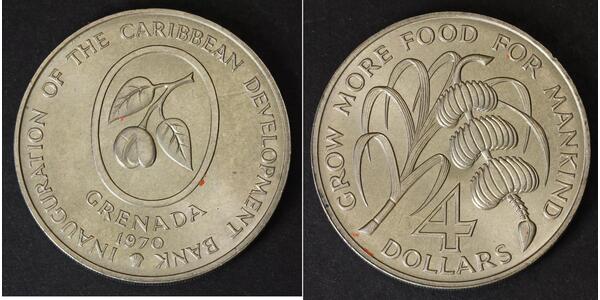 INAUGURATION OF THE CARIBBEAN DEVELOPMENT BANK
GRENADA
1970
GROW MORE FOOD FOR MANKIND
4
DOLLARS